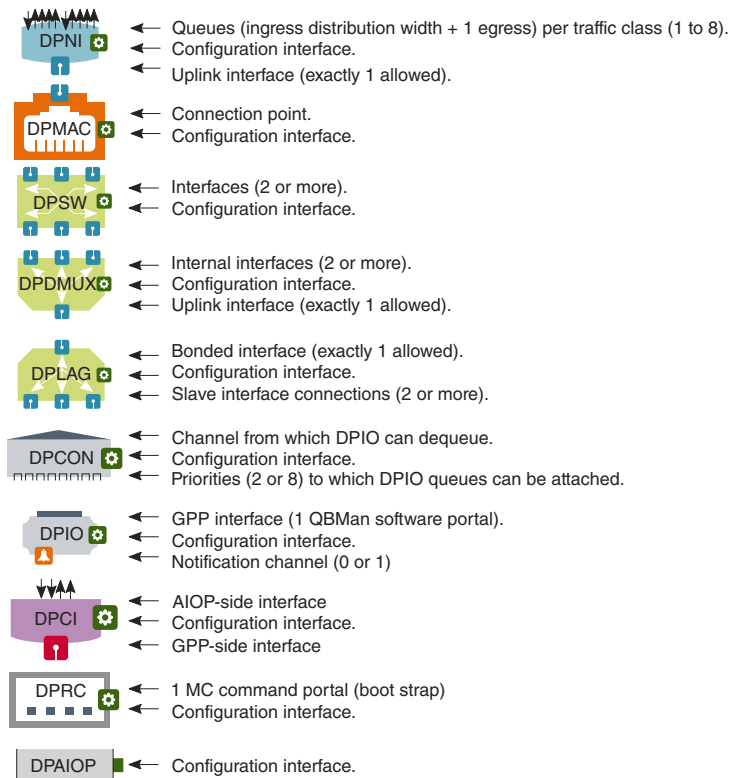 DPNI
Queues (ingress distribution width + 1 egress) per traffic class (1 to 8).
Configuration interface.
Uplink interface (exactly 1 allowed).
DPMAC
Connection point.
Configuration interface.
DPSW
Interfaces (2 or more).
Configuration interface.
DPDMUX
Internal interfaces (2 or more).
Configuration interface.
Uplink interface (exactly 1 allowed).
DPLAG
Bonded interface (exactly 1 allowed).
Configuration interface.
Slave interface connections (2 or more).
DPCON
Channel from which DPIO can dequeue.
Configuration interface.
Priorities (2 or 8) to which DPIO queues can be attached.
DPIO
GPP interface (1 QBMan software portal).
Configuration interface.
Notification channel (0 or 1)
DPCI
AIOP-side interface
Configuration interface.
GPP-side interface
DPRC
1 MC command portal (boot strap)
Configuration interface.
DPAIOP
Configuration interface.